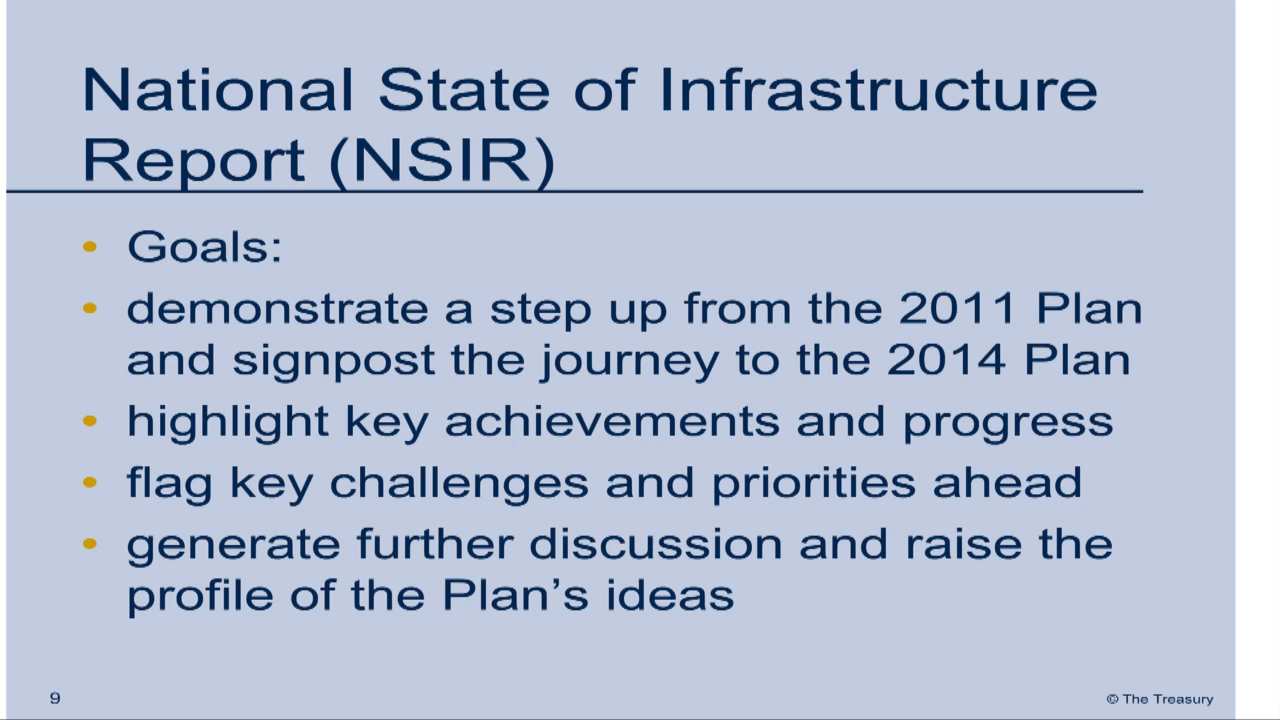 National State of Infrastructure
Report (NSIR)
• Goals:
• demonstrate a step up from the 2011 Plan
and signpost the journey to the 2014 Plan
• highlight key achievements and progress
• flag key challenges and priorities ahead
• generate further discussion and raise the
profile of the Plan’s ideas
9
© The Treasury